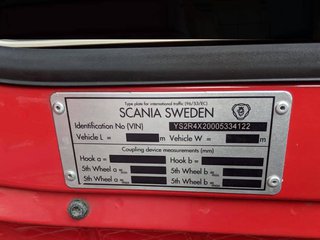 Type plate for international traffic (96/53/EC)
SCANIA SWEDEN
Identification No (VIN) YS2R4X20005334122
Vehicle L = m Vehicle W = m
Coupling device measurements (mm)
Hook a = Hook b =
5th Wheel a = 5th Wheel b =
5th Wheel a = 5th Wheel b =